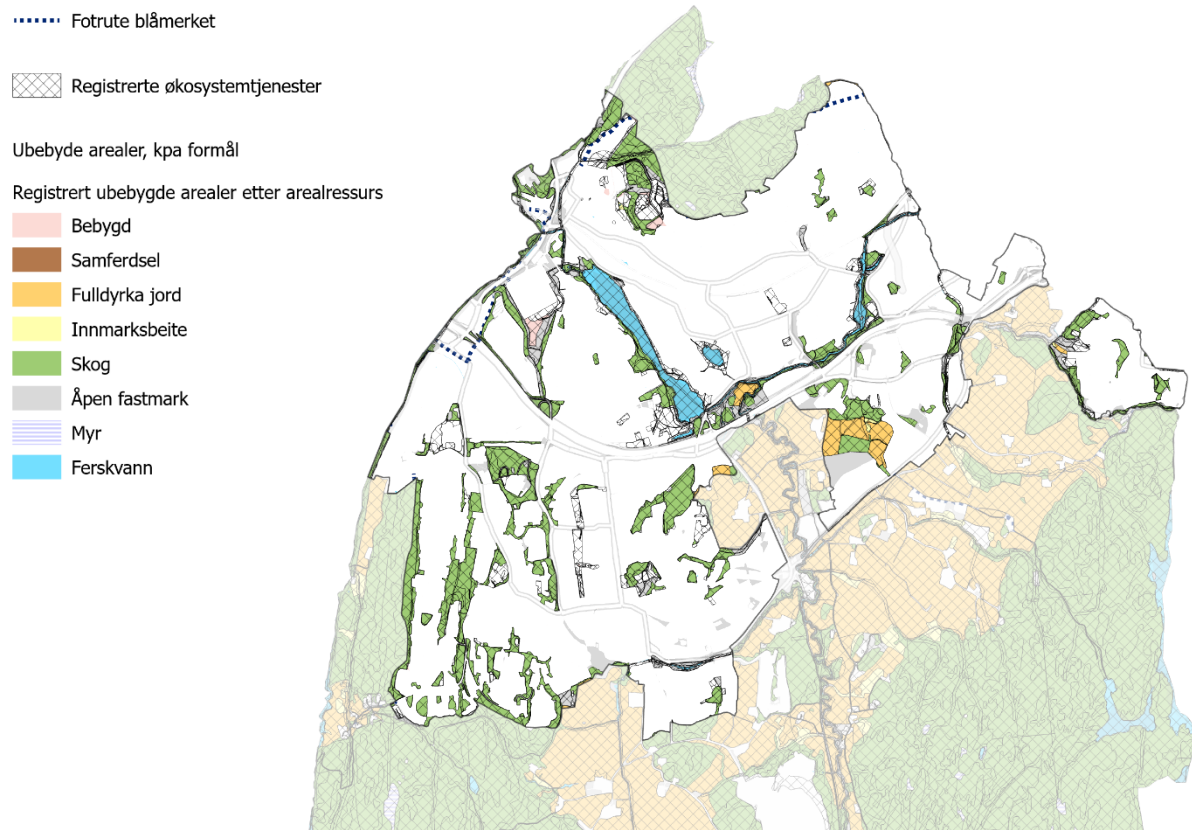 Fotrute blåmerket
Registrerte økosystemtjenester
Ubebyde arealer, kpa formål
Registrert ubebygde arealer etter arealressurs
Bebygd
Samferdsel
Fulldyrka jord
Innmarksbeite
Skog
Åpen fastmark
Myr
Ferskvann